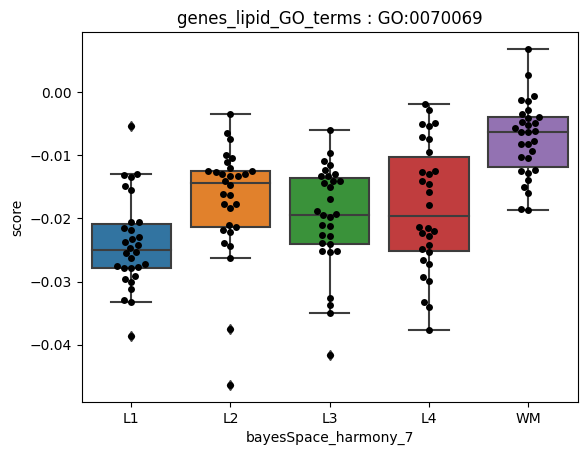 genes_lipid_GO_terms : GO:0070069
score
0.00
−0.01
−0.02
−0.03
−0.04
L1 L2 L3 L4 WM
bayesSpace_harmony_7